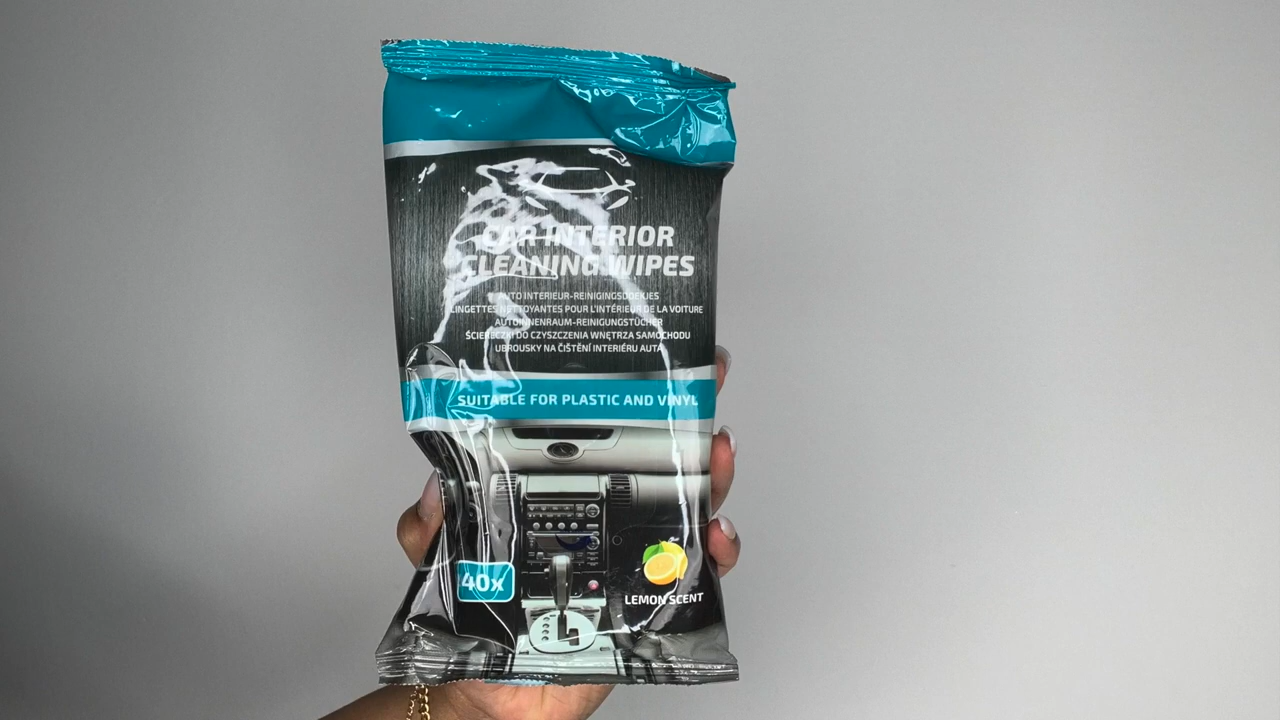 CAR INTERIOR
CLEANING WIPES
AUTO INTERIEUR-REINIGINGSDOEKJES
LINGETTES NETTOYANTES POUR L'INTÉRIEUR DE LA VOITURE
AUTOINNENRAUM-REINIGUNGSTÜCHER
ŚCIERECZKI DO CZYSZCZENIA WNĘTRZA SAMOCHODU
UBROUSKY NA ČIŠTĚNÍ INTERIÉRU AUTA
SUITABLE FOR PLASTIC AND VINYL
40x
LEMON SCENT